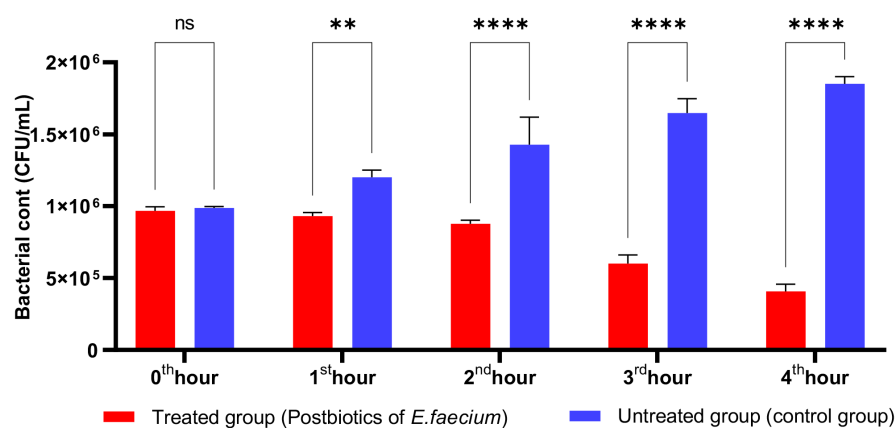 ns ** **** **** ****
Bacterial cont (CFU/mL)
2×10⁶
1.5×10⁶
1×10⁶
5×10⁵
0
0ᵗʰhour 1ˢᵗhour 2ⁿᵈhour 3ʳᵈhour 4ᵗʰhour
Treated group (Postbiotics of E.faecium) Untreated group (control group)